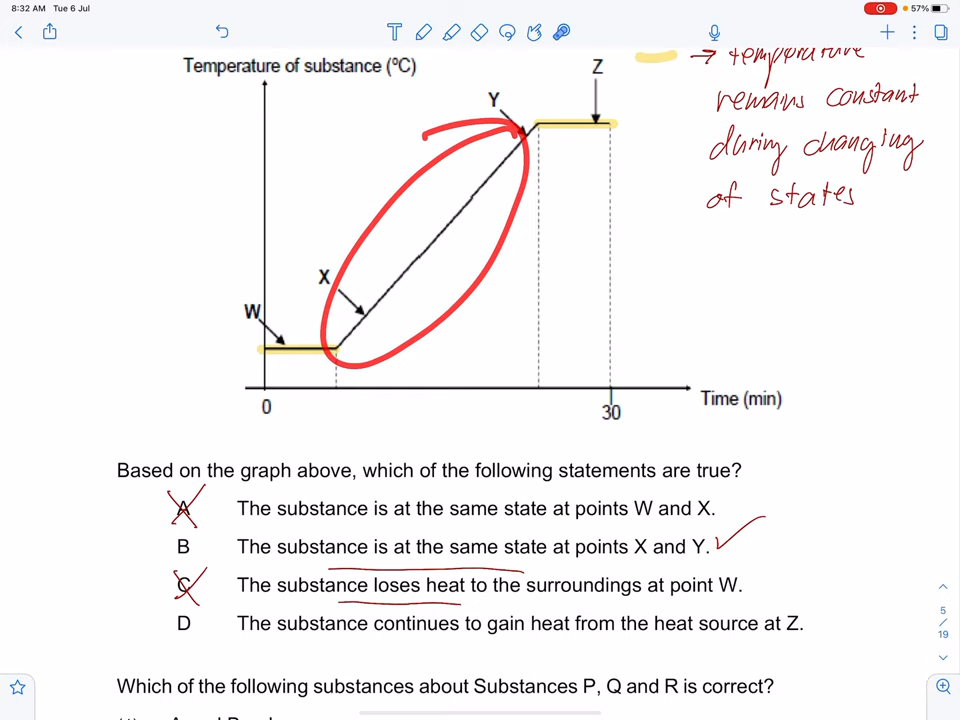 8:32 AM Tue 6 Jul
57%
Temperature of substance (ºC)
Z
Y
X
W
0
30
Time (min)
→ temperature
remains constant
during changing
of states
Based on the graph above, which of the following statements are true?
A The substance is at the same state at points W and X.
B The substance is at the same state at points X and Y.
C The substance loses heat to the surroundings at point W.
D The substance continues to gain heat from the heat source at Z.
5
/
19
Which of the following substances about Substances P, Q and R is correct?